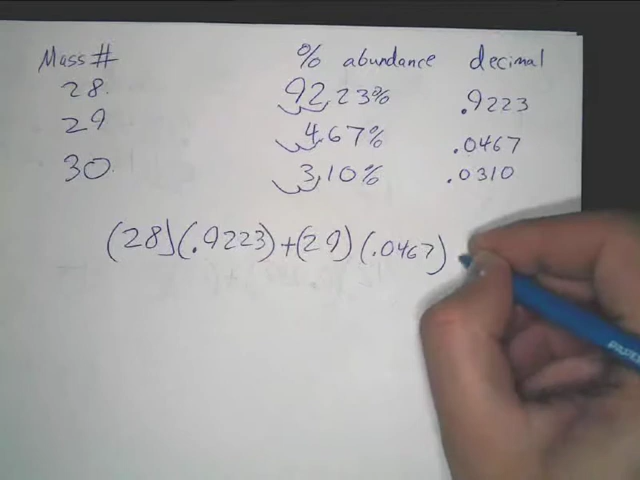 Mass # % abundance decimal
28 92.23% .9223
29 4.67% .0467
30 3.10% .0310
(28)(.9223)+(29)(.0467)
PAPER